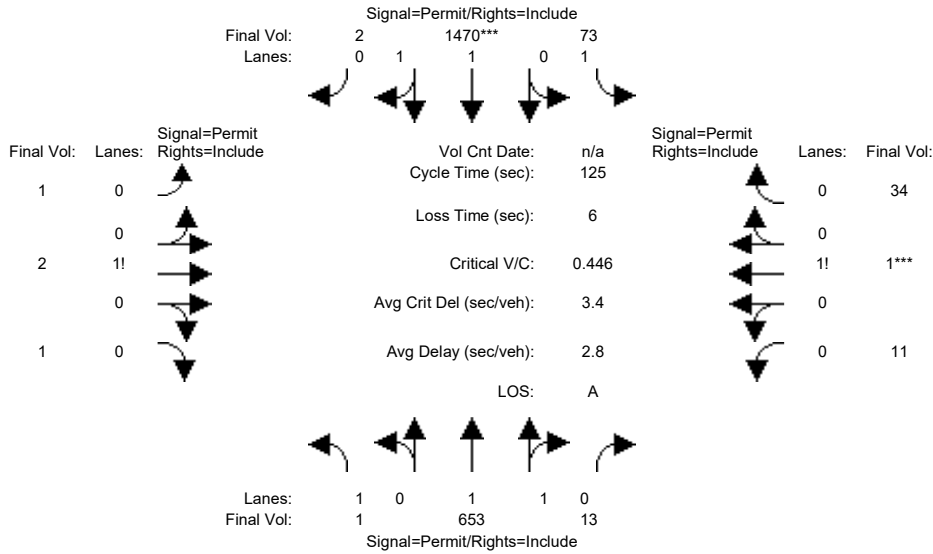 Signal=Permit/Rights=Include
Final Vol: 2 1470*** 73
Lanes: 0 1 1 0 1
Signal=Permit Signal=Permit
Final Vol: Lanes: Rights=Include Vol Cnt Date: n/a Rights=Include Lanes: Final Vol:
Cycle Time (sec): 125
1 0 0 34
Loss Time (sec): 6
0 0
2 1! Critical V/C: 0.446 1! 1***
0 Avg Crit Del (sec/veh): 3.4 0
1 0 Avg Delay (sec/veh): 2.8 0 11
LOS: A
Lanes: 1 0 1 1 0
Final Vol: 1 653 13
Signal=Permit/Rights=Include